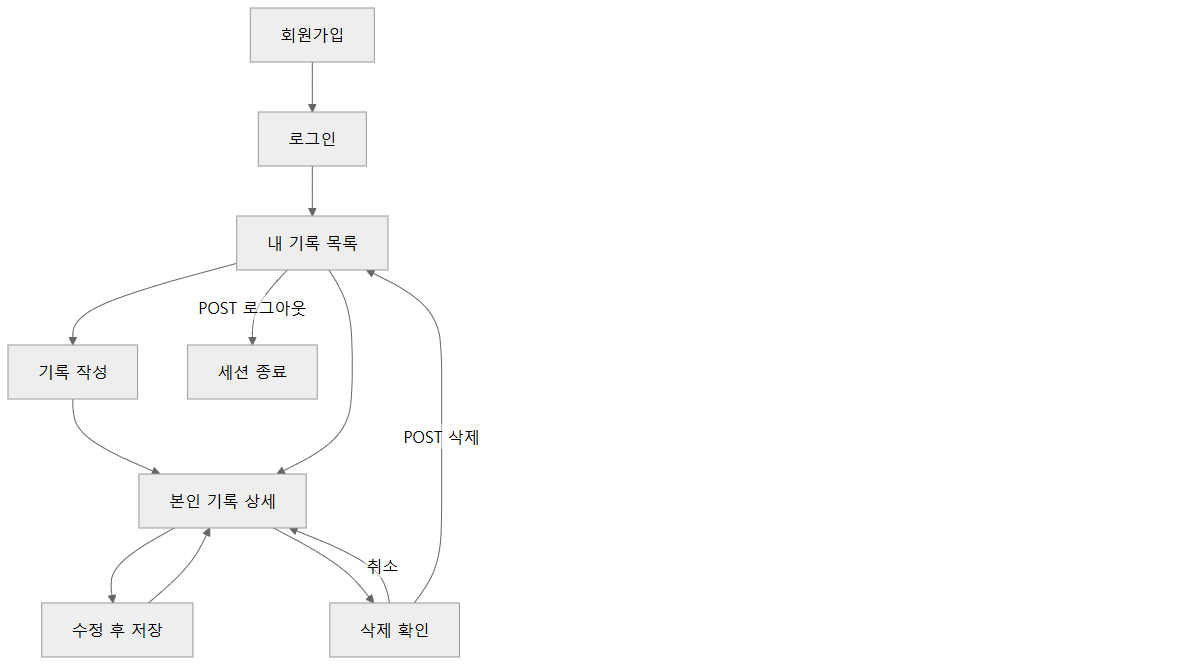 회원가입
로그인
내 기록 목록
POST 로그아웃
기록 작성
세션 종료
POST 삭제
본인 기록 상세
취소
수정 후 저장
삭제 확인